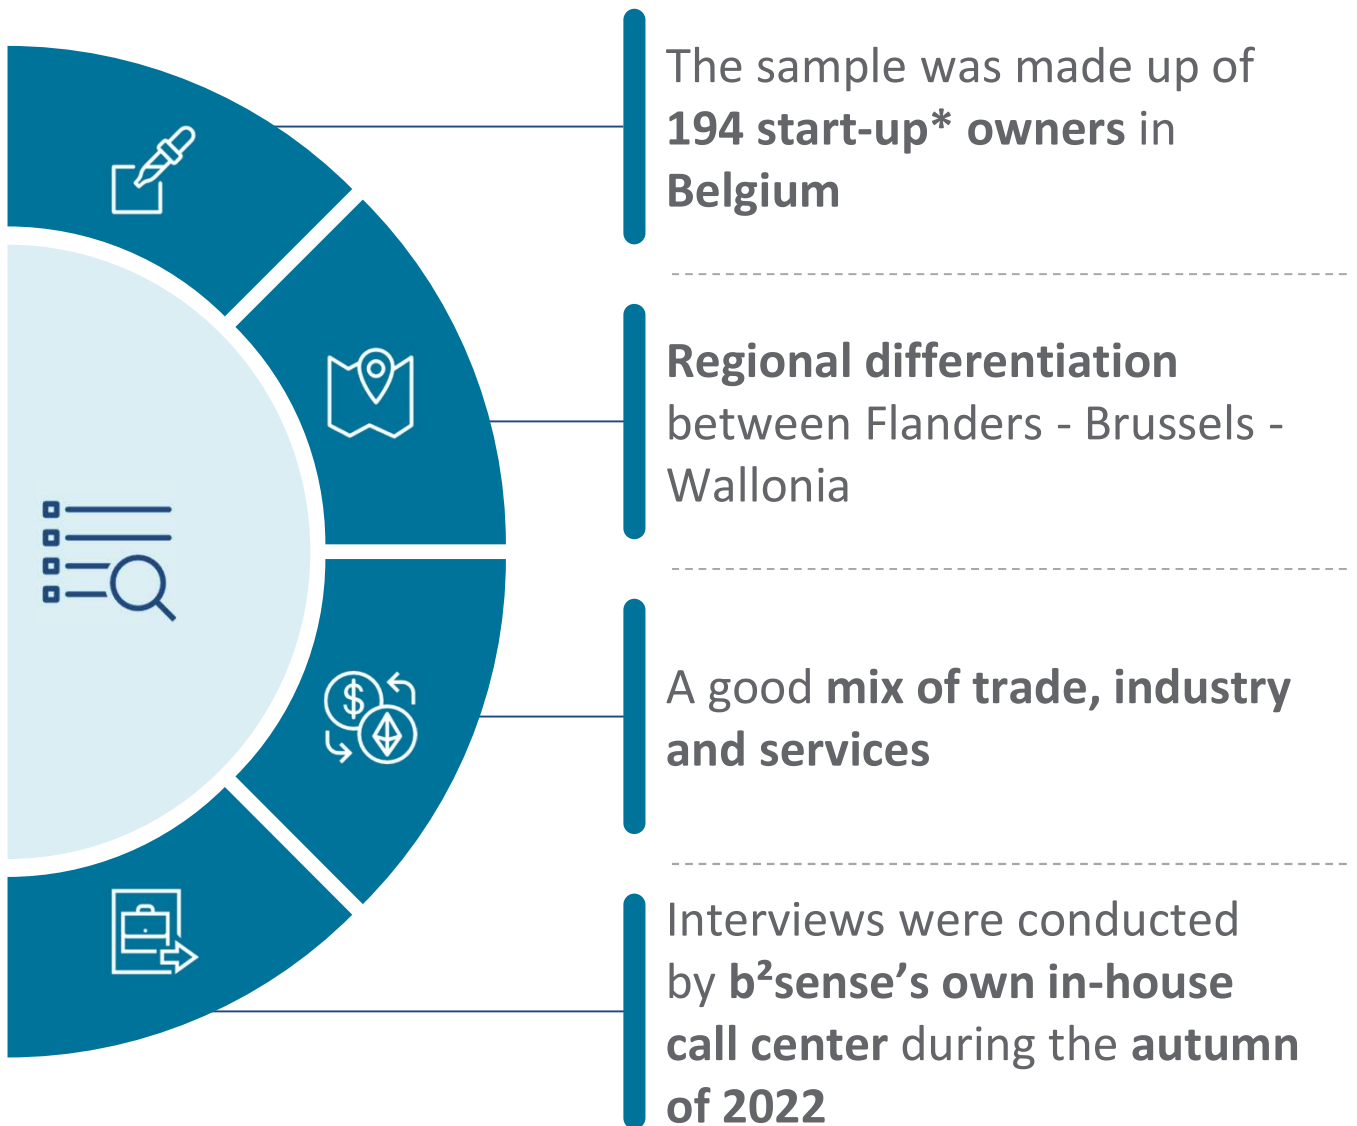 The sample was made up of
194 start-up* owners in
Belgium
Regional differentiation
between Flanders - Brussels -
Wallonia
A good mix of trade, industry
and services
Interviews were conducted
by b²sense’s own in-house
call center during the autumn
of 2022